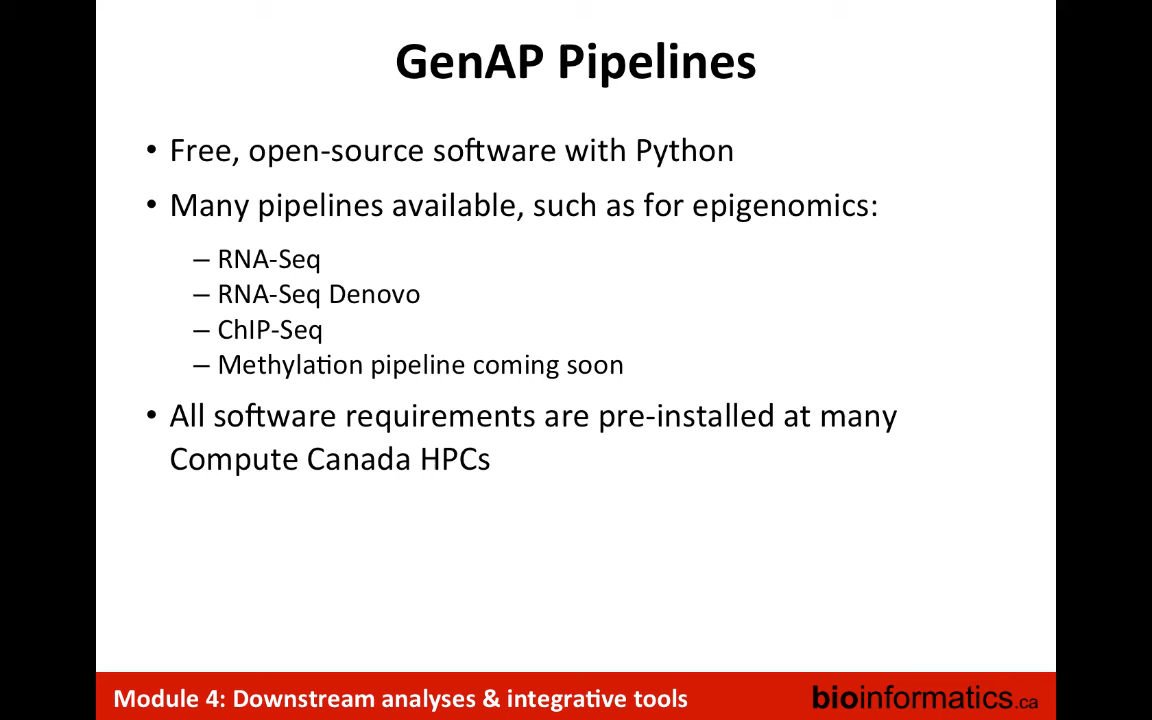 GenAP Pipelines
• Free, open-source software with Python
• Many pipelines available, such as for epigenomics:
– RNA-Seq
– RNA-Seq Denovo
– ChIP-Seq
– Methylation pipeline coming soon
• All software requirements are pre-installed at many
Compute Canada HPCs
Module 4: Downstream analyses & integrative tools
bioinformatics.ca